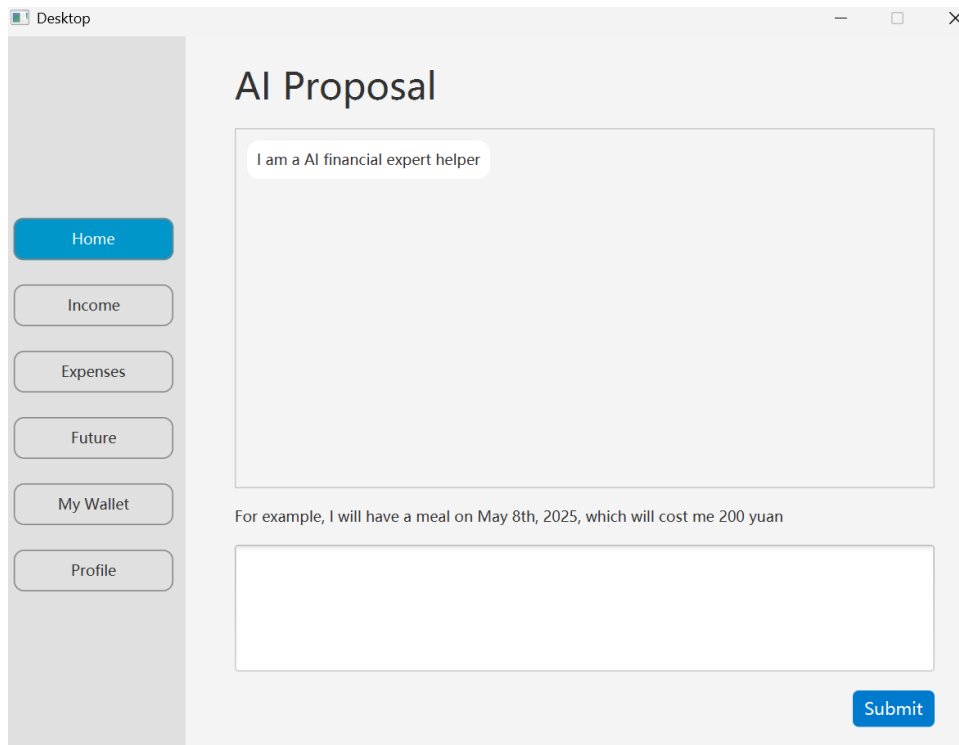 Desktop
AI Proposal
I am a AI financial expert helper
Home
Income
Expenses
Future
My Wallet
Profile
For example, I will have a meal on May 8th, 2025, which will cost me 200 yuan
Submit